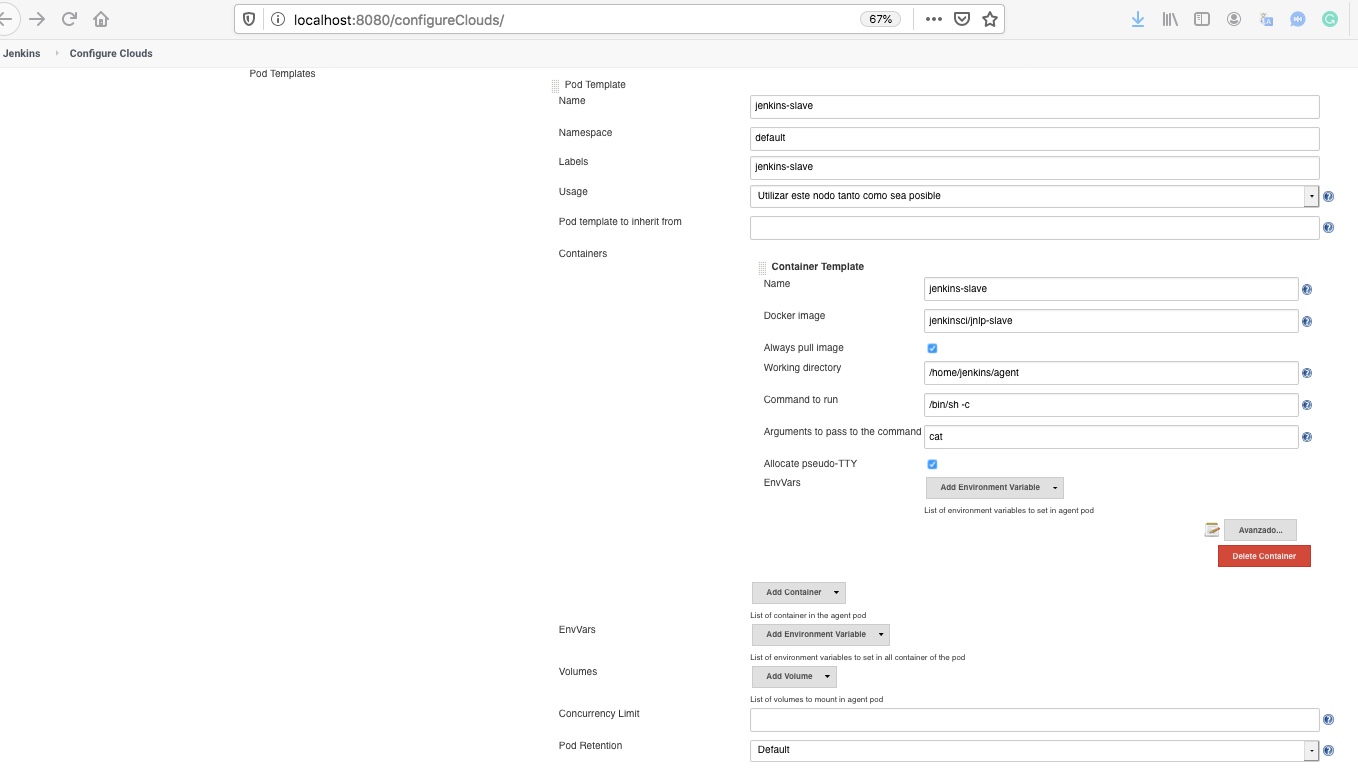 localhost:8080/configureClouds/
67%
Jenkins
Configure Clouds
Pod Templates
Pod Template
Name
jenkins-slave
Namespace
default
Labels
jenkins-slave
Usage
Utilizar este nodo tanto como sea posible
Pod template to inherit from
Containers
Container Template
Name
jenkins-slave
Docker image
jenkinsci/jnlp-slave
Always pull image
Working directory
/home/jenkins/agent
Command to run
/bin/sh -c
Arguments to pass to the command
cat
Allocate pseudo-TTY
EnvVars
Add Environment Variable
List of environment variables to set in agent pod
Avanzado...
Delete Container
Add Container
List of container in the agent pod
EnvVars
Add Environment Variable
List of environment variables to set in all container of the pod
Volumes
Add Volume
List of volumes to mount in agent pod
Concurrency Limit
Pod Retention
Default